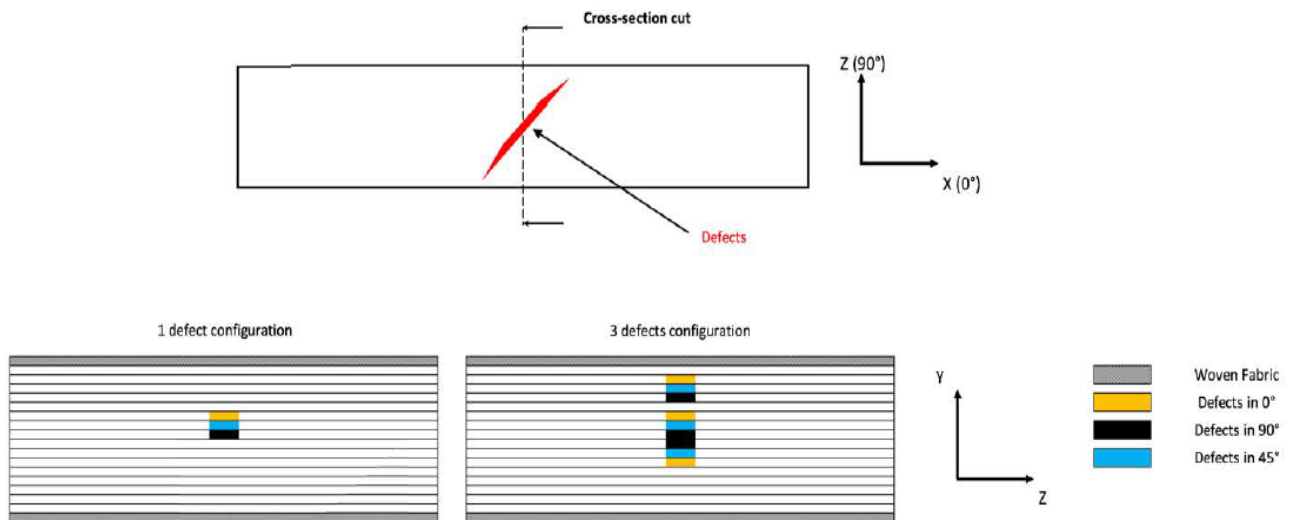 Cross-section cut
Z (90°)
X (0°)
Defects
1 defect configuration
3 defects configuration
Y
Z
Woven Fabric
Defects in 0°
Defects in 90°
Defects in 45°